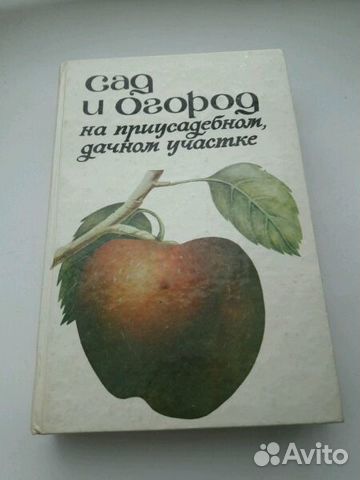 Сад
и огород
на приусадебном,
дачном участке
Avito